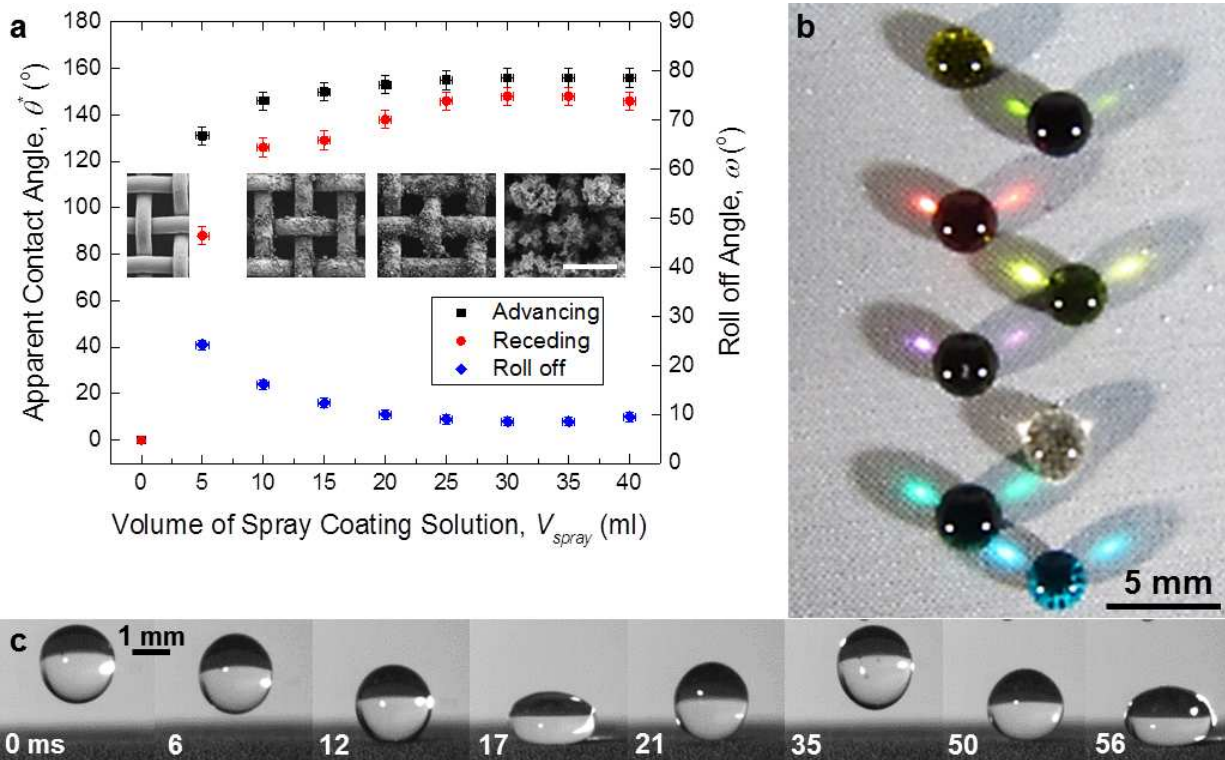 a
180
160
140
120
100
80
60
40
20
0
Apparent Contact Angle, θ* (°)
90
80
70
60
50
40
30
20
10
0
Roll off Angle, ω (°)
Advancing
Receding
Roll off
0 5 10 15 20 25 30 35 40
Volume of Spray Coating Solution, Vspray (ml)
b
5 mm
c
1 mm
0 ms 6 12 17 21 35 50 56